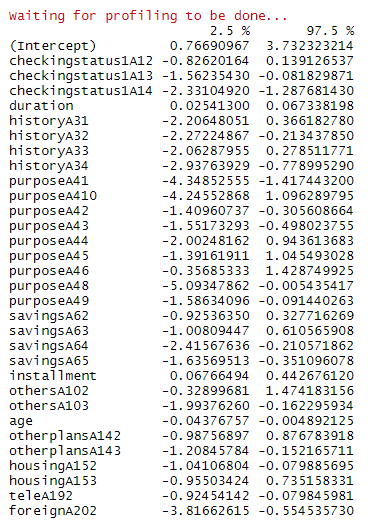 Waiting for profiling to be done...
2.5 % 97.5 %
(Intercept) 0.76690967 3.732323214
checkingstatus1A12 -0.82620164 0.139126537
checkingstatus1A13 -1.56235430 -0.081829871
checkingstatus1A14 -2.33104920 -1.287681430
duration 0.02541300 0.067338198
historyA31 -2.20648051 0.366182780
historyA32 -2.27224867 -0.213437850
historyA33 -2.06287955 0.278511771
historyA34 -2.93763929 -0.778995290
purposeA41 -4.34852555 -1.417443200
purposeA410 -4.24552868 1.096289795
purposeA42 -1.40960737 -0.305608664
purposeA43 -1.55173293 -0.498023755
purposeA44 -2.00248162 0.943613683
purposeA45 -1.39161911 1.045493028
purposeA46 -0.35685333 1.428749925
purposeA48 -5.09347862 -0.005435417
purposeA49 -1.58634096 -0.091440263
savingsA62 -0.92536350 0.327716269
savingsA63 -1.00809447 0.610565908
savingsA64 -2.41567636 -0.210571862
savingsA65 -1.63569513 -0.351096078
installment 0.06766494 0.442676120
othersA102 -0.32899681 1.474183156
othersA103 -1.99376260 -0.162295934
age -0.04376757 -0.004892125
otherplansA142 -0.98756897 0.876783918
otherplansA143 -1.20845784 -0.152165711
housingA152 -1.04106804 -0.079885695
housingA153 -0.95503424 0.735158331
teleA192 -0.92454142 -0.079845981
foreignA202 -3.81662615 -0.554535730